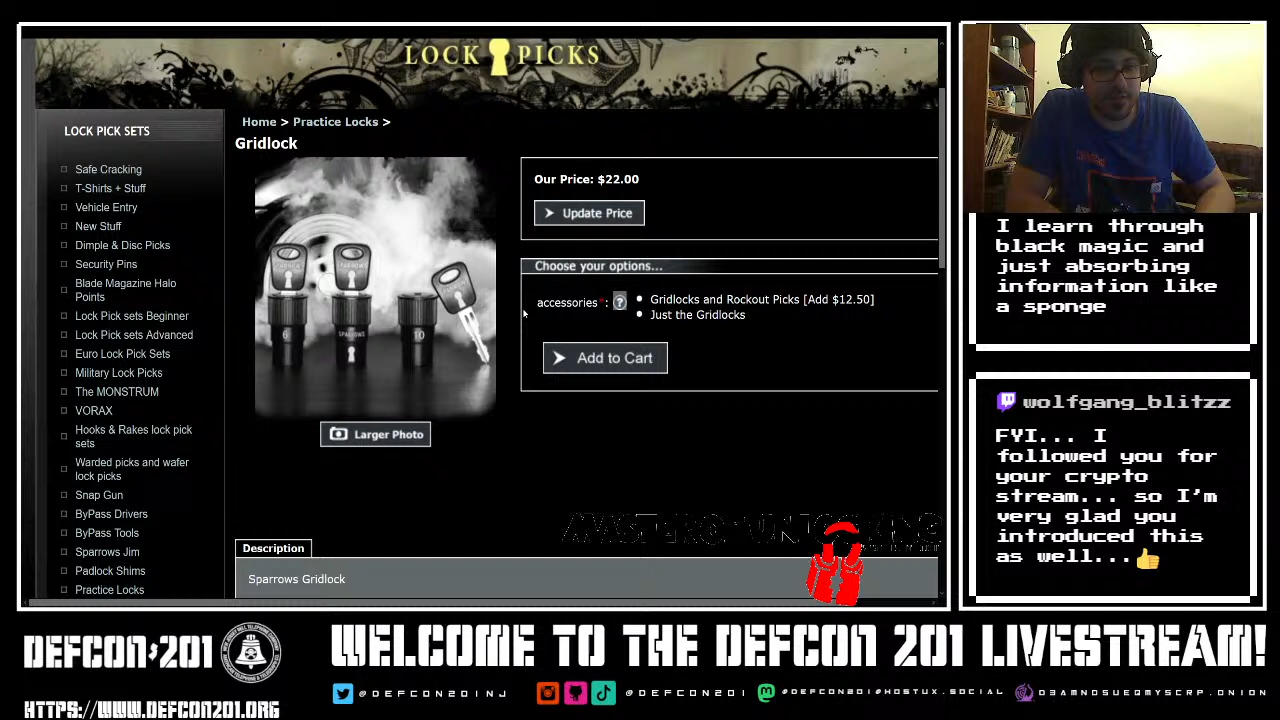 LOCK PICKS
LOCK PICK SETS
Safe Cracking
T-Shirts + Stuff
Vehicle Entry
New Stuff
Dimple & Disc Picks
Security Pins
Blade Magazine Halo
Points
Lock Pick sets Beginner
Lock Pick sets Advanced
Euro Lock Pick Sets
Military Lock Picks
The MONSTRUM
VORAX
Hooks & Rakes lock pick
sets
Warded picks and wafer
lock picks
Snap Gun
ByPass Drivers
ByPass Tools
Sparrows Jim
Padlock Shims
Practice Locks
Home > Practice Locks >
Gridlock
6
SPARROWS
10
Larger Photo
Our Price: $22.00
Update Price
Choose your options...
accessories*: ?
Gridlocks and Rockout Picks [Add $12.50]
Just the Gridlocks
Add to Cart
Description
Sparrows Gridlock
I learn through
black magic and
just absorbing
information like
a sponge
wolfgang_blitzz
FYI... I
followed you for
your crypto
stream... so I'm
very glad you
introduced this
as well...👍
DEFCON201
HTTPS://WWW.DEFCON201.ORG
WELCOME TO THE DEFCON 201 LIVESTREAM!
@DEFCON201NJ
@DEFCON201
@DEFCON201@HOSTUX.SOCIAL